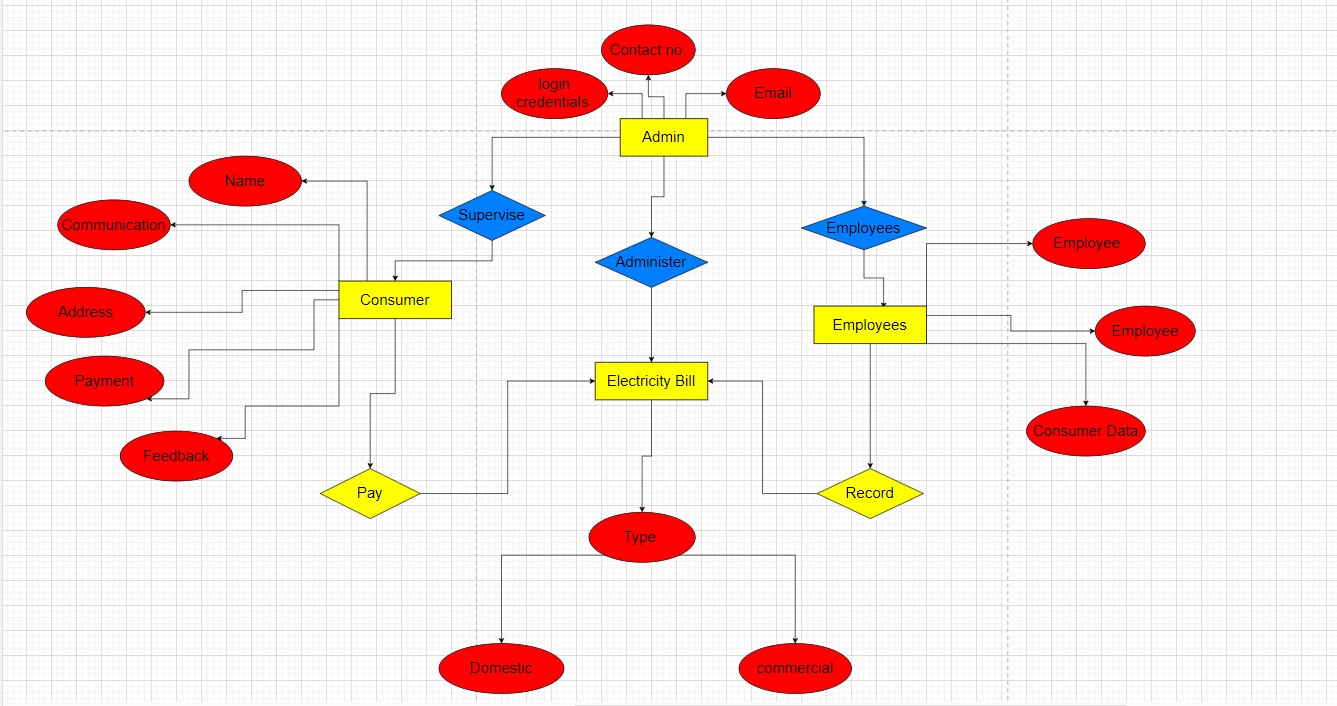 Contact no.
login
credentials
Email
Admin
Name
Communication
Supervise
Employees
Employee
Administer
Consumer
Address
Employees
Employee
Payment
Electricity Bill
Consumer Data
Feedback
Pay
Record
Type
Domestic
commercial